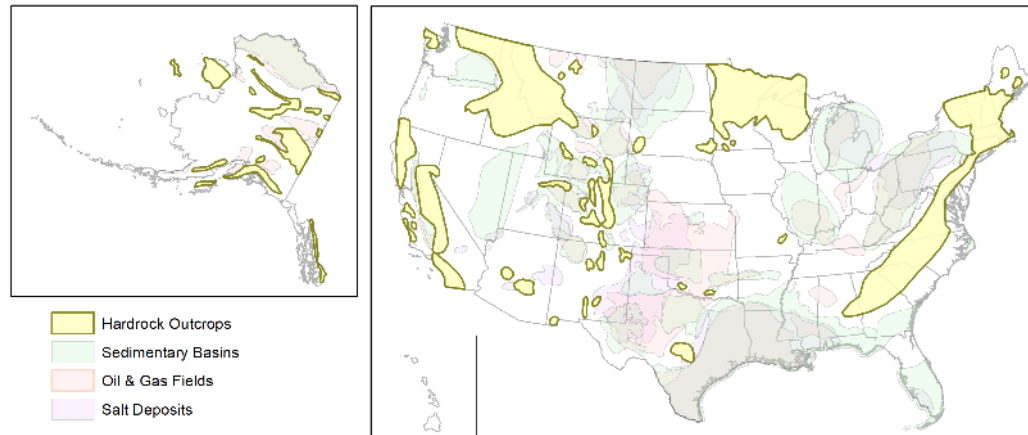 Hardrock Outcrops
Sedimentary Basins
Oil & Gas Fields
Salt Deposits